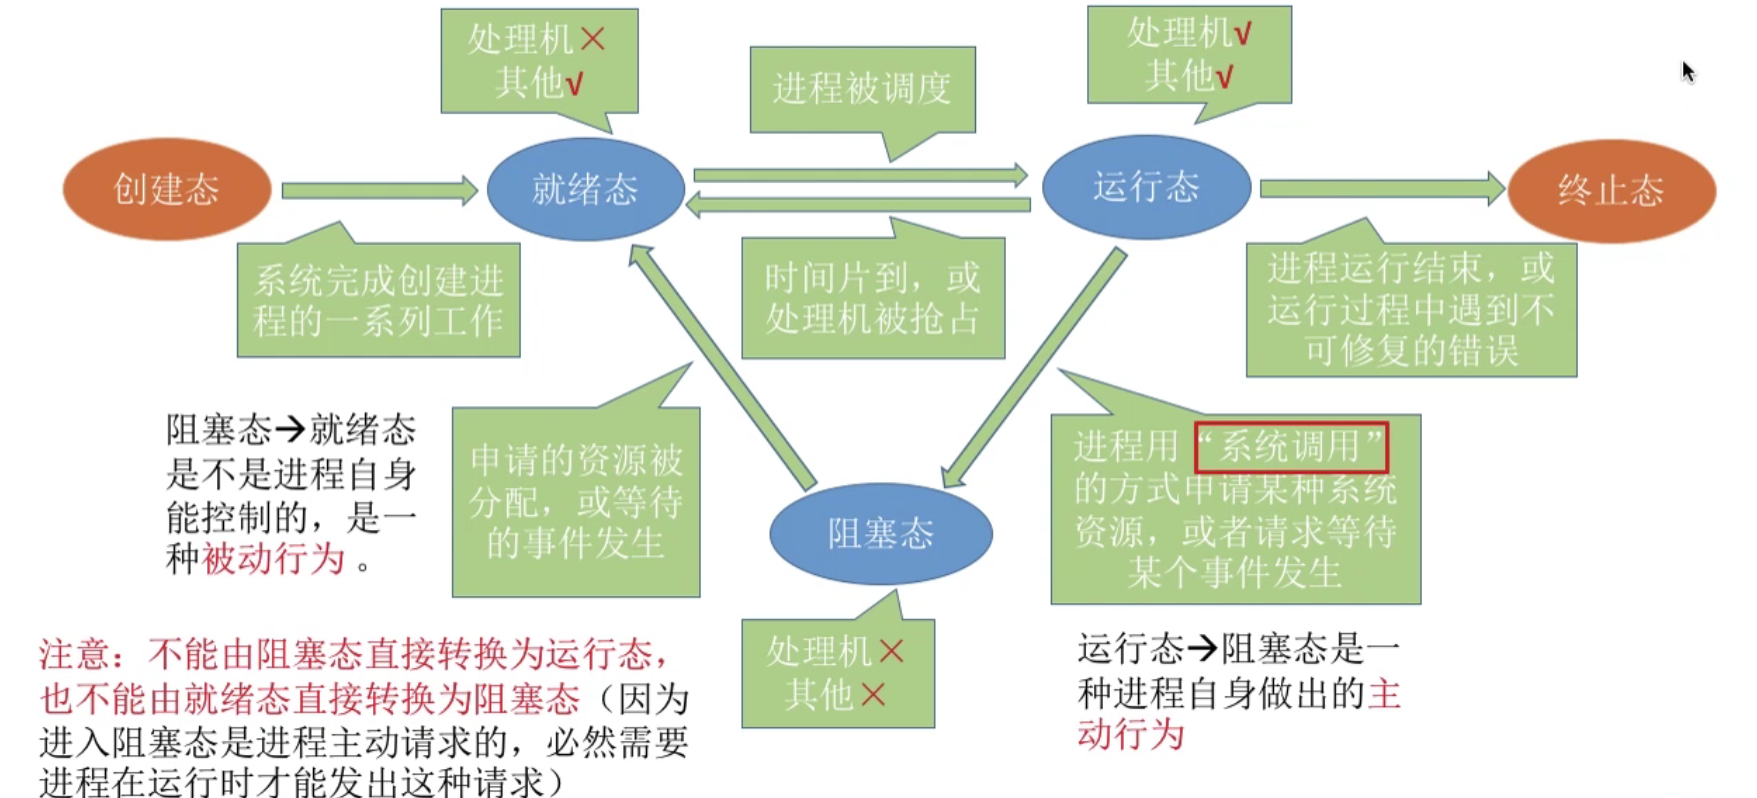 处理机×
其他√
进程被调度
处理机√
其他√
创建态
就绪态
运行态
终止态
系统完成创建进
程的一系列工作
时间片到，或
处理机被抢占
进程运行结束，或
运行过程中遇到不
可修复的错误
阻塞态→就绪态
是不是进程自身
能控制的，是一
种被动行为。
申请的资源被
分配，或等待
的事件发生
进程用“系统调用”
的方式申请某种系统
资源，或者请求等待
某个事件发生
阻塞态
处理机×
其他×
运行态→阻塞态是一
种进程自身做出的主
动行为
注意：不能由阻塞态直接转换为运行态，
也不能由就绪态直接转换为阻塞态（因为
进入阻塞态是进程主动请求的，必然需要
进程在运行时才能发出这种请求）